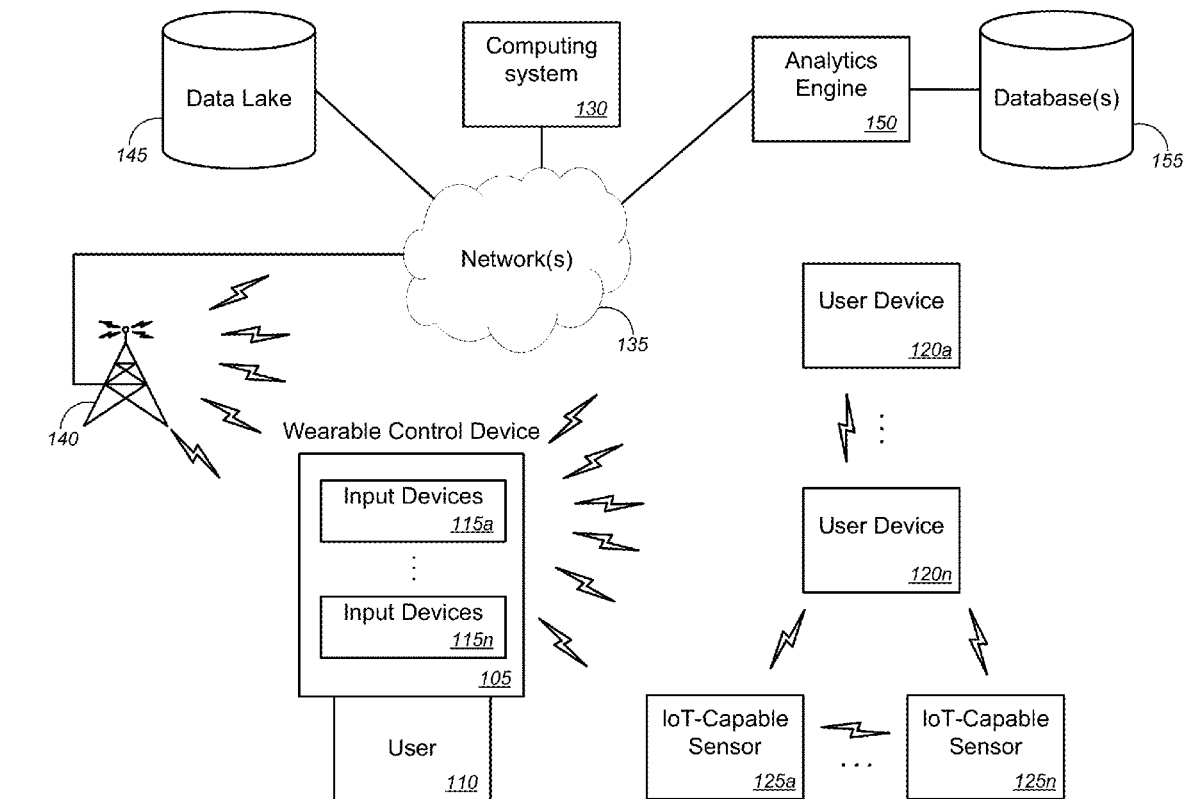 Data Lake
145
Computing
system
130
Analytics
Engine
150
Database(s)
155
Network(s)
135
140
User Device
120a
Wearable Control Device
Input Devices
115a
Input Devices
115n
105
User
110
User Device
120n
IoT-Capable
Sensor
125a
IoT-Capable
Sensor
125n